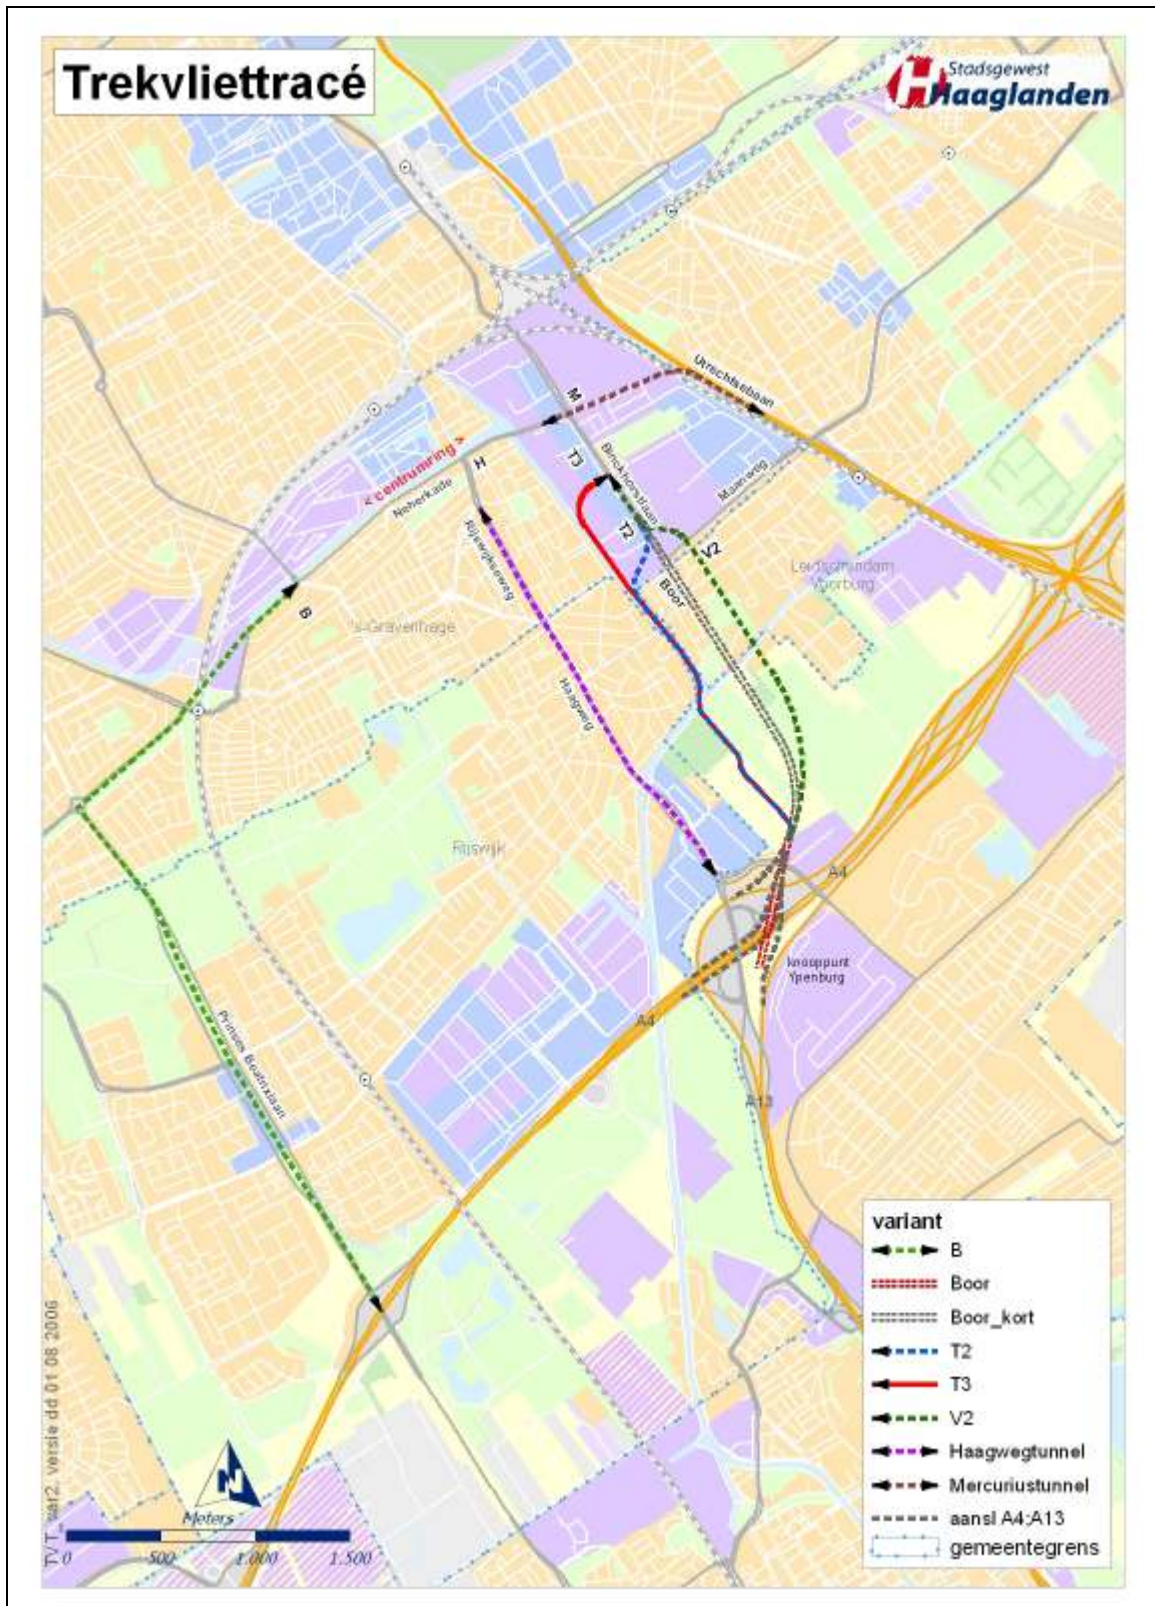 Trekvliettracé
Stadsgewest
Haaglanden
Utrechtsebaan
M
Binckhorstlaan
T3
< centrumring >
H
Neherkade
Maanweg
T2
V2
Rijswijkseweg
Leidschendam
Voorburg
Boor
B
's-Gravenhage
Haagweg
Rijswijk
A4
knooppunt
Ypenburg
A4
Prinses Beatrixlaan
A13
variant
B
Boor
Boor_kort
T2
T3
V2
Haagwegtunnel
Mercuriustunnel
aansl A4:A13
gemeentegrens
N
Meters
0 500 1.000 1.500
TVT_var2, versie dd 01 08 2006